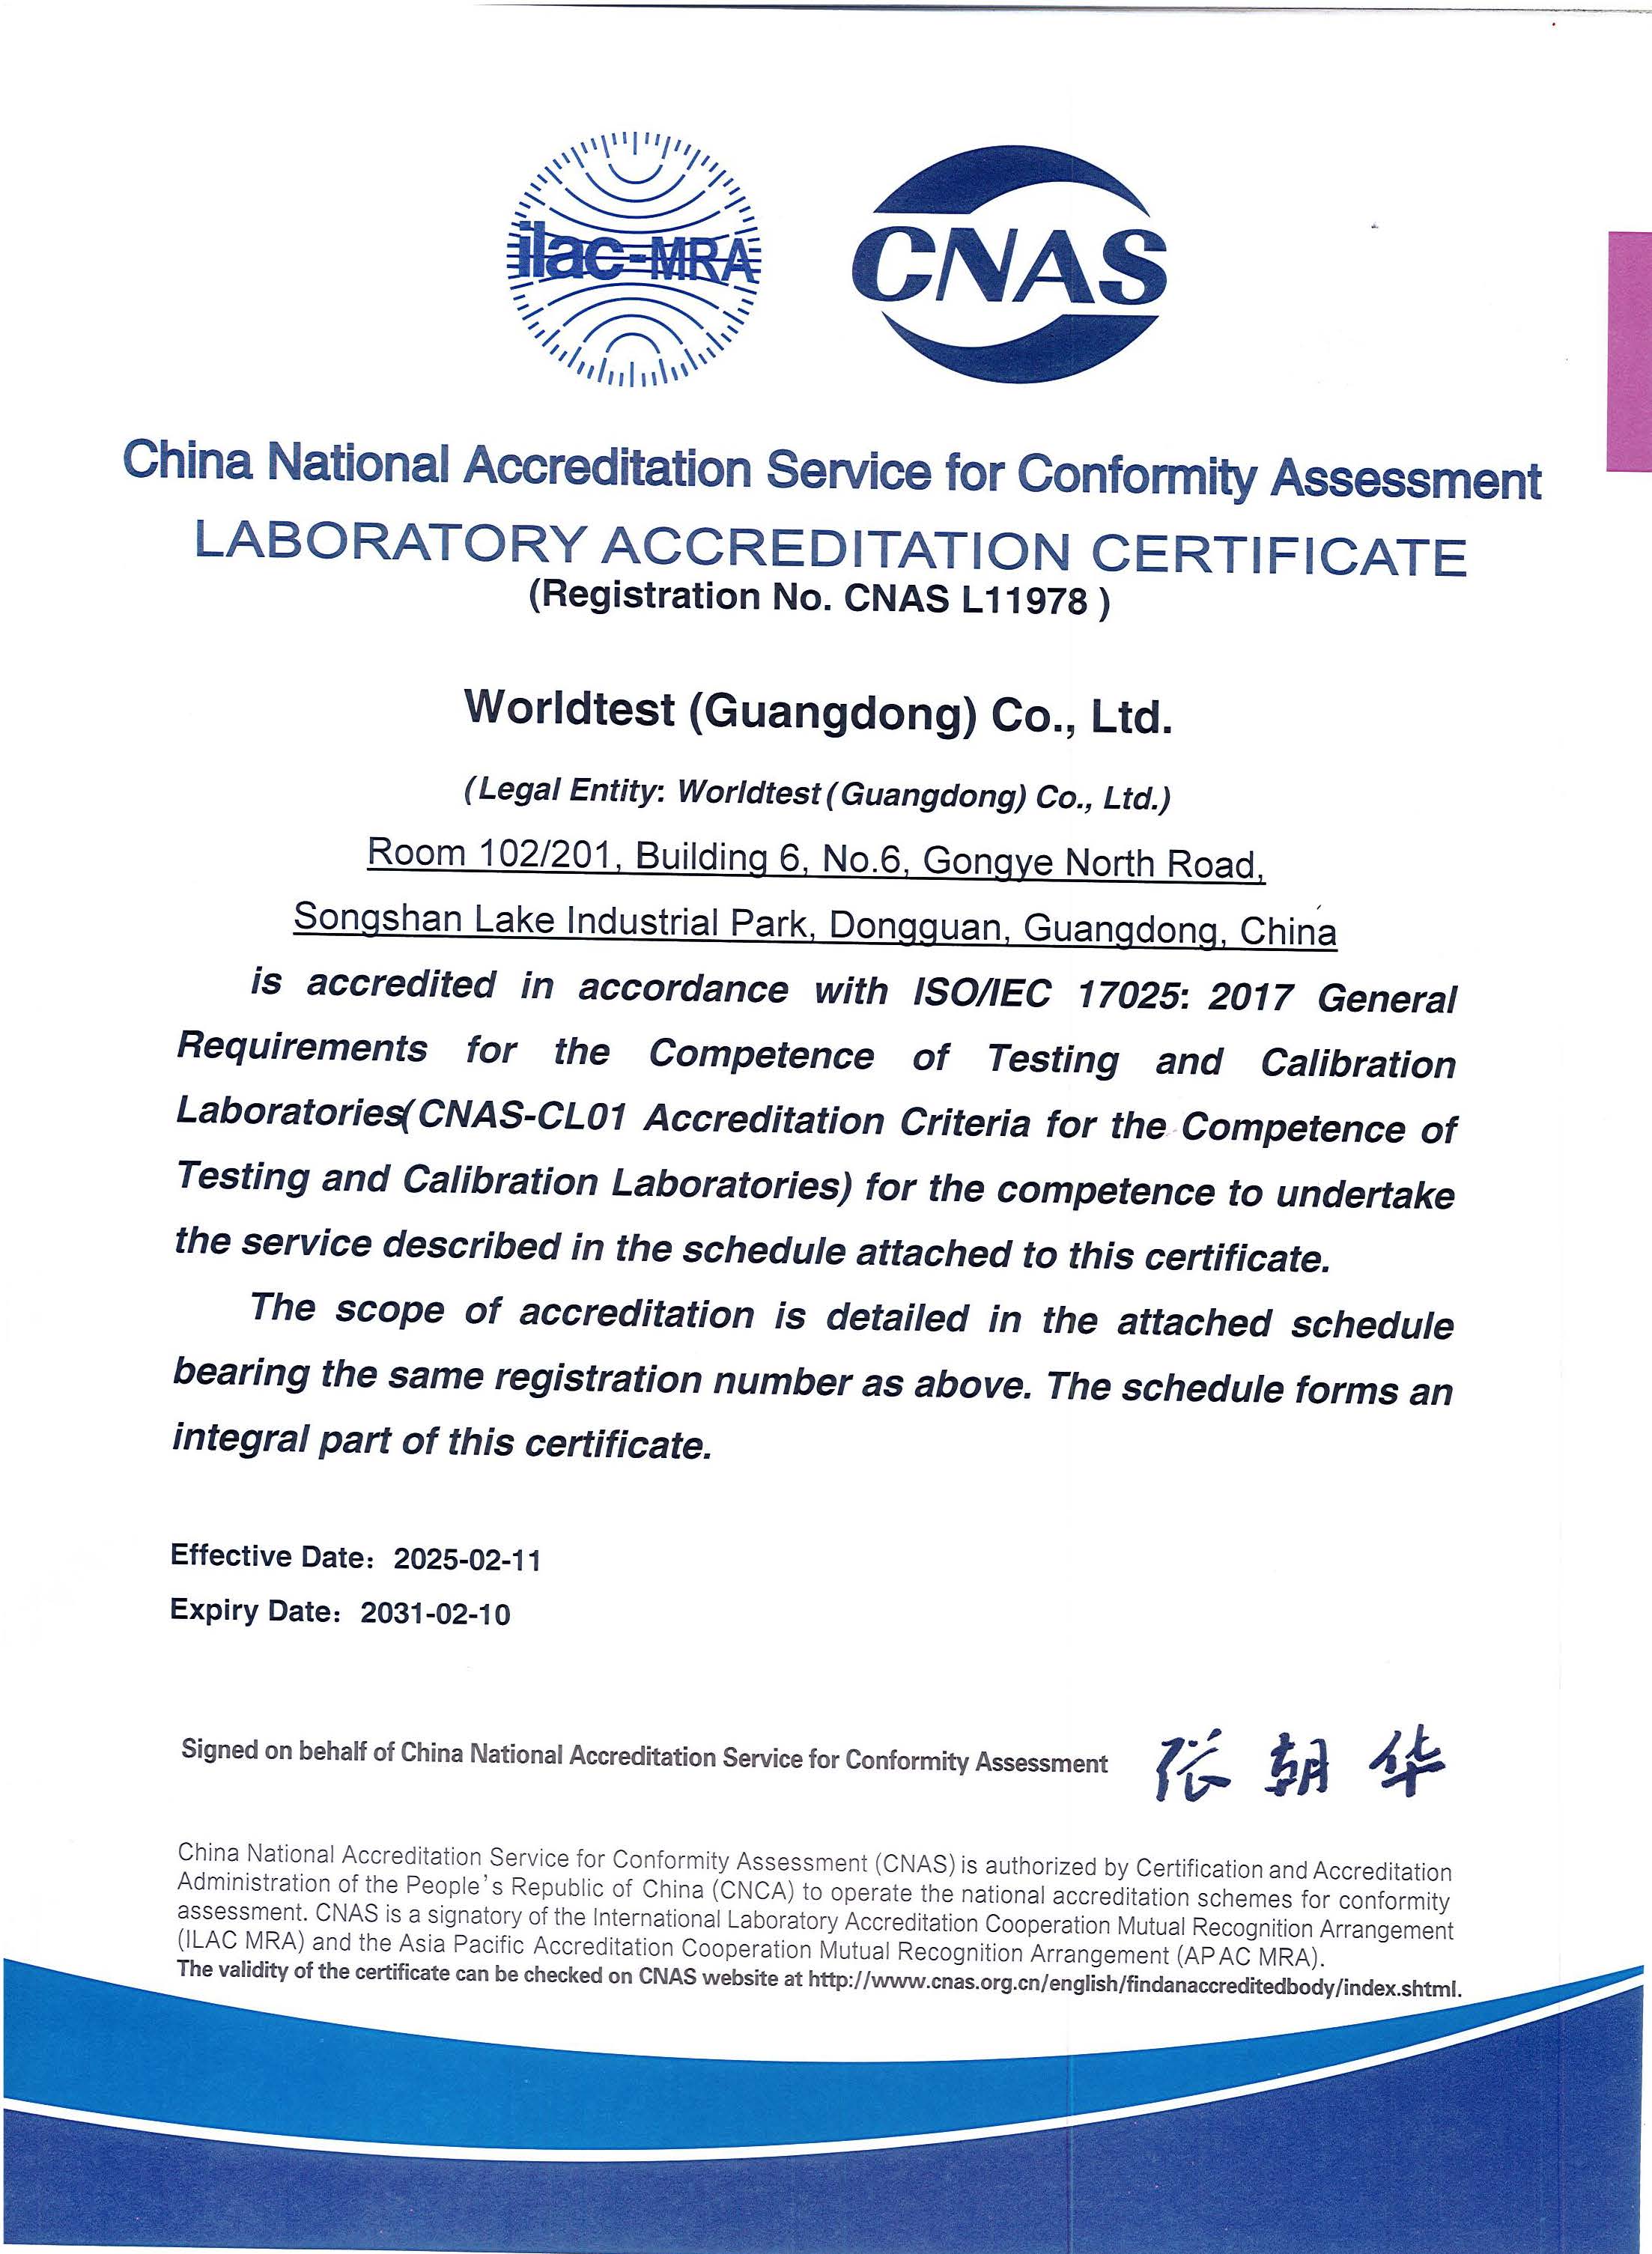 ilac-MRA
CNAS
China National Accreditation Service for Conformity Assessment
LABORATORY ACCREDITATION CERTIFICATE
(Registration No. CNAS L11978 )
Worldtest (Guangdong) Co., Ltd.
(Legal Entity: Worldtest (Guangdong) Co., Ltd.)
Room 102/201, Building 6, No.6, Gongye North Road,
Songshan Lake Industrial Park, Dongguan, Guangdong, China
is accredited in accordance with ISO/IEC 17025: 2017 General
Requirements for the Competence of Testing and Calibration
Laboratories(CNAS-CL01 Accreditation Criteria for the Competence of
Testing and Calibration Laboratories) for the competence to undertake
the service described in the schedule attached to this certificate.
The scope of accreditation is detailed in the attached schedule
bearing the same registration number as above. The schedule forms an
integral part of this certificate.
Effective Date: 2025-02-11
Expiry Date: 2031-02-10
Signed on behalf of China National Accreditation Service for Conformity Assessment 张朝华
China National Accreditation Service for Conformity Assessment (CNAS) is authorized by Certification and Accreditation
Administration of the People's Republic of China (CNCA) to operate the national accreditation schemes for conformity
assessment. CNAS is a signatory of the International Laboratory Accreditation Cooperation Mutual Recognition Arrangement
(ILAC MRA) and the Asia Pacific Accreditation Cooperation Mutual Recognition Arrangement (APAC MRA).
The validity of the certificate can be checked on CNAS website at http://www.cnas.org.cn/english/findanaccreditedbody/index.shtml.